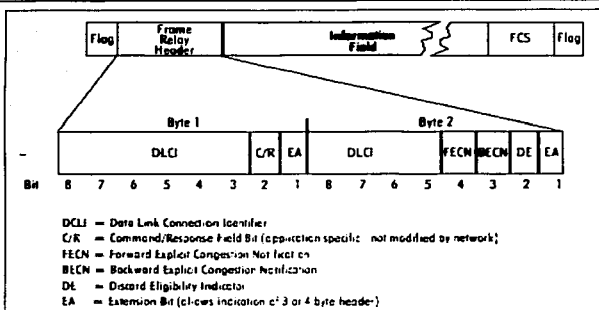 Flag Frame Relay Header Information Field FCS Flag
Byte 1 Byte 2
DLCI C/R EA DLCI FECN BECN DE EA
Bit 8 7 6 5 4 3 2 1 8 7 6 5 4 3 2 1
DCLI = Data Link Connection Identifier
C/R = Command/Response Field Bit (application specific - not modified by network)
FECN = Forward Explicit Congestion Notification
BECN = Backward Explicit Congestion Notification
DE = Discard Eligibility Indicator
EA = Extension Bit (allows indication of 3 or 4 byte header)